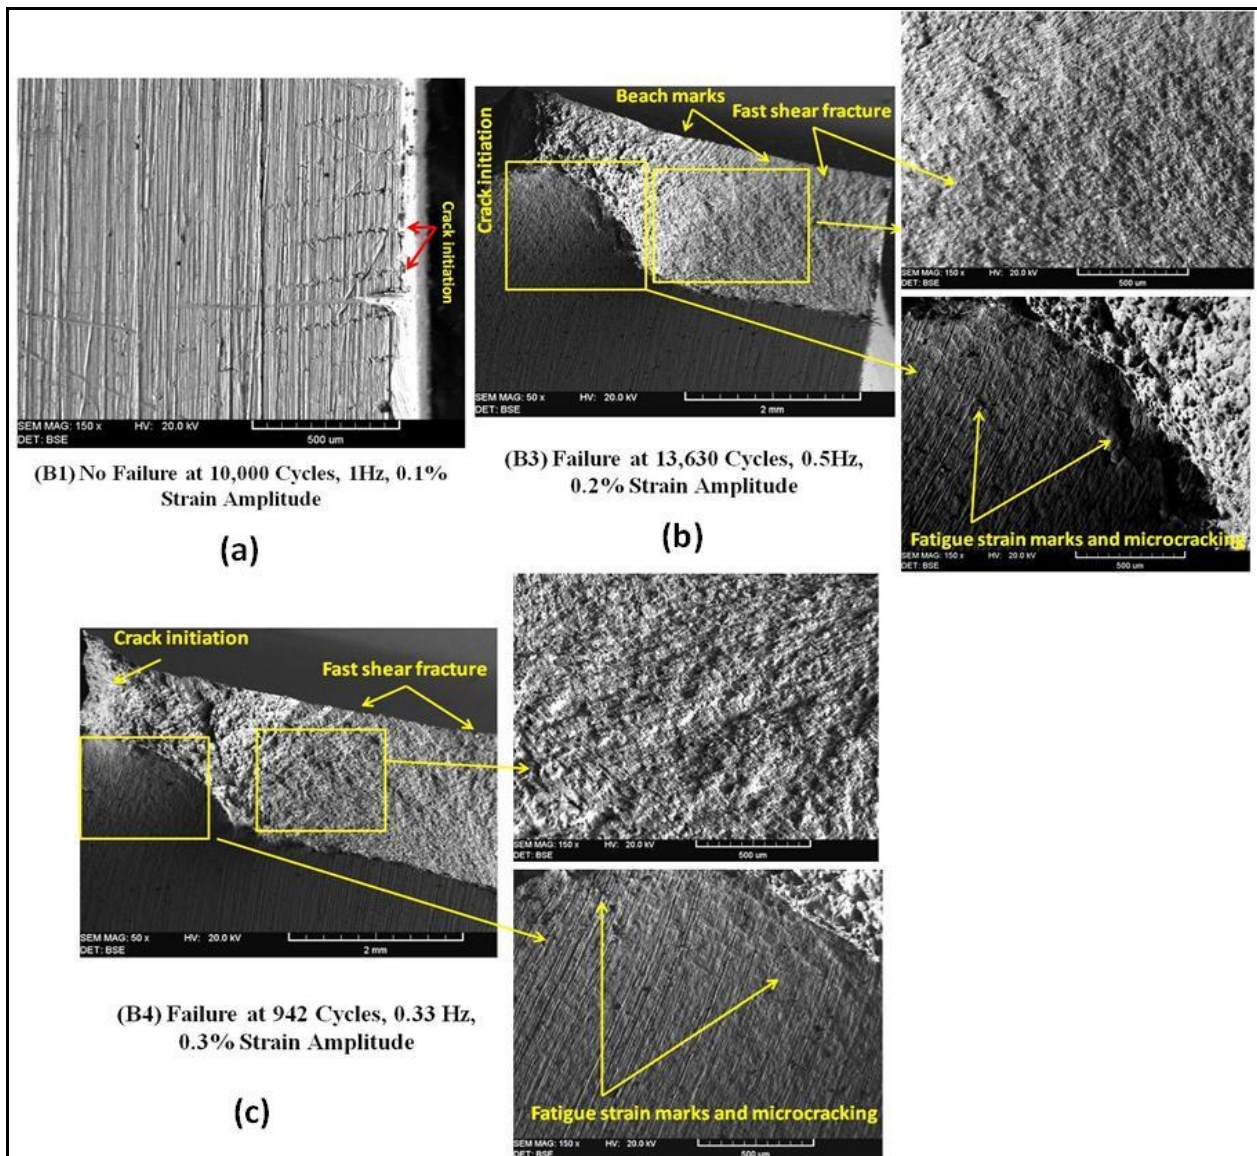 Crack initiation
SEM MAG: 150 x HV: 20.0 kV
DET: BSE
500 um
(B1) No Failure at 10,000 Cycles, 1Hz, 0.1%
Strain Amplitude
(a)
Crack initiation
Beach marks
Fast shear fracture
SEM MAG: 50 x HV: 20.0 kV
DET: BSE
2 mm
(B3) Failure at 13,630 Cycles, 0.5Hz,
0.2% Strain Amplitude
(b)
SEM MAG: 150 x HV: 20.0 kV
DET: BSE
500 um
Fatigue strain marks and microcracking
SEM MAG: 150 x HV: 20.0 kV
DET: BSE
500 um
Crack initiation
Fast shear fracture
SEM MAG: 50 x HV: 20.0 kV
DET: BSE
2 mm
(B4) Failure at 942 Cycles, 0.33 Hz,
0.3% Strain Amplitude
(c)
SEM MAG: 150 x HV: 20.0 kV
DET: BSE
500 um
Fatigue strain marks and microcracking
SEM MAG: 150 x HV: 20.0 kV
DET: BSE
500 um